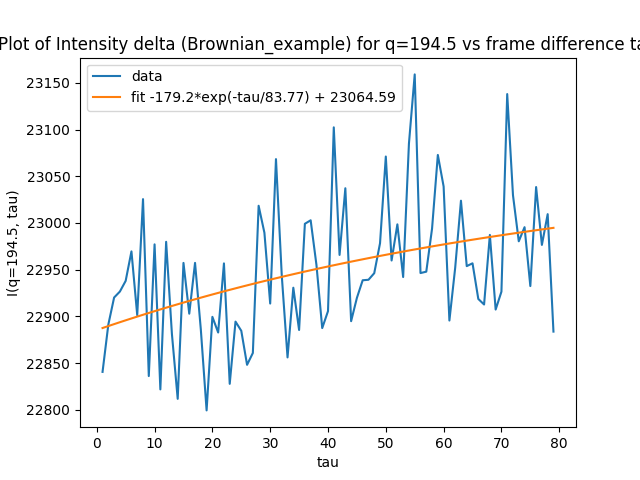 Plot of Intensity delta (Brownian_example) for q=194.5 vs frame difference ta
data
fit -179.2*exp(-tau/83.77) + 23064.59
I(q=194.5, tau)
23150
23100
23050
23000
22950
22900
22850
22800
0 10 20 30 40 50 60 70 80
tau